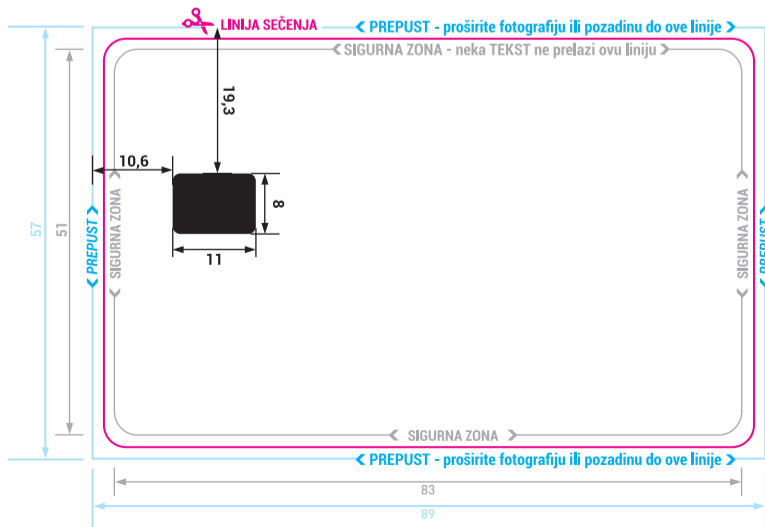 LINIJA SEČENJA
PREPUST - proširite fotografiju ili pozadinu do ove linije
SIGURNA ZONA - neka TEKST ne prelazi ovu liniju
19,3
10,6
8
11
57
51
PREPUST
SIGURNA ZONA
SIGURNA ZONA
PREPUST
SIGURNA ZONA
PREPUST - proširite fotografiju ili pozadinu do ove linije
83
89